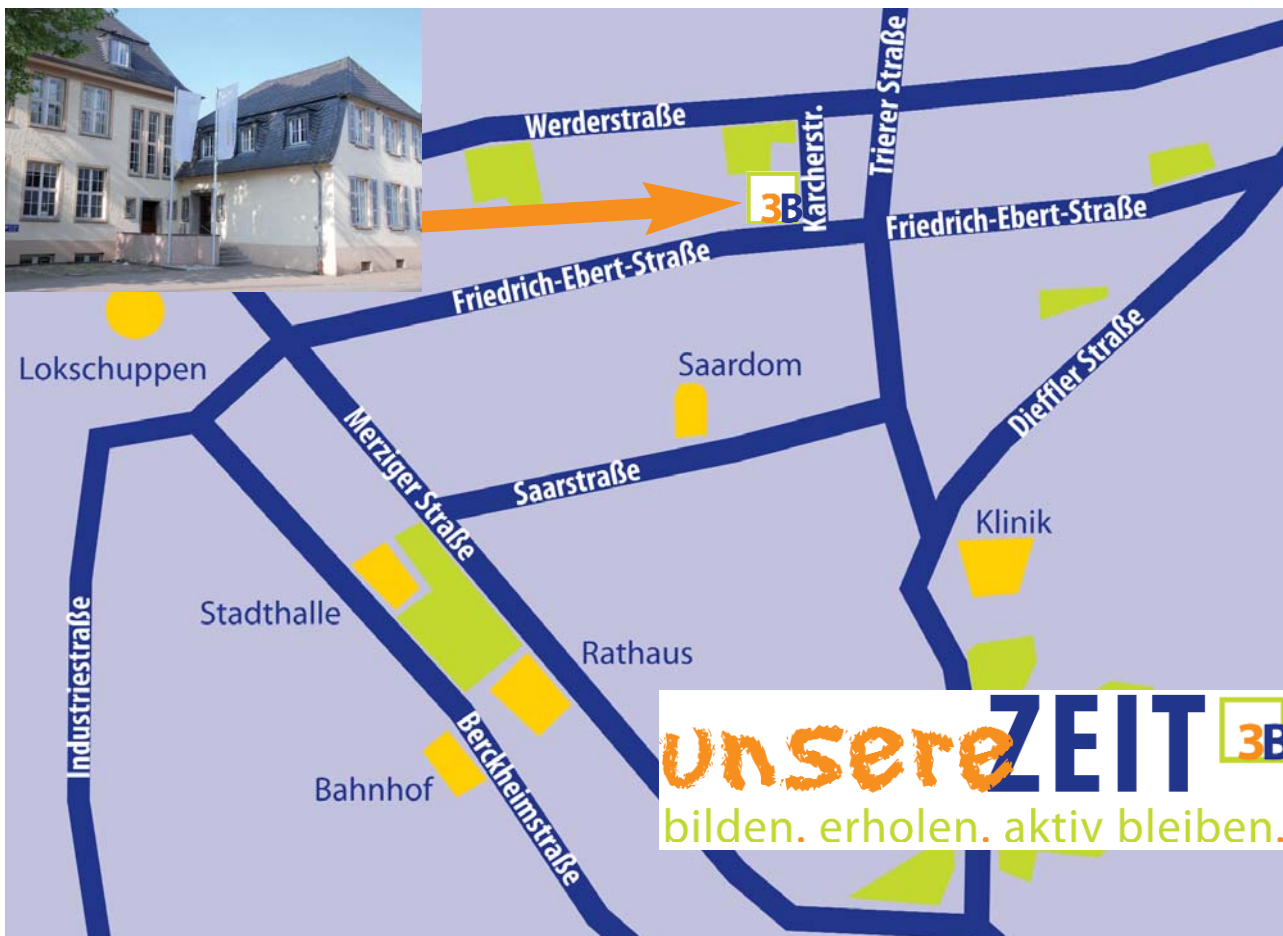 Werderstraße
Karcherstr.
Trierer Straße
3B
Friedrich-Ebert-Straße
Friedrich-Ebert-Straße
Lokschuppen
Saardom
Dieffler Straße
Merziger Straße
Saarstraße
Klinik
Stadthalle
Rathaus
Industriestraße
Bahnhof
Berckheimstraße
unsereZEIT 3B
bilden. erholen. aktiv bleiben.